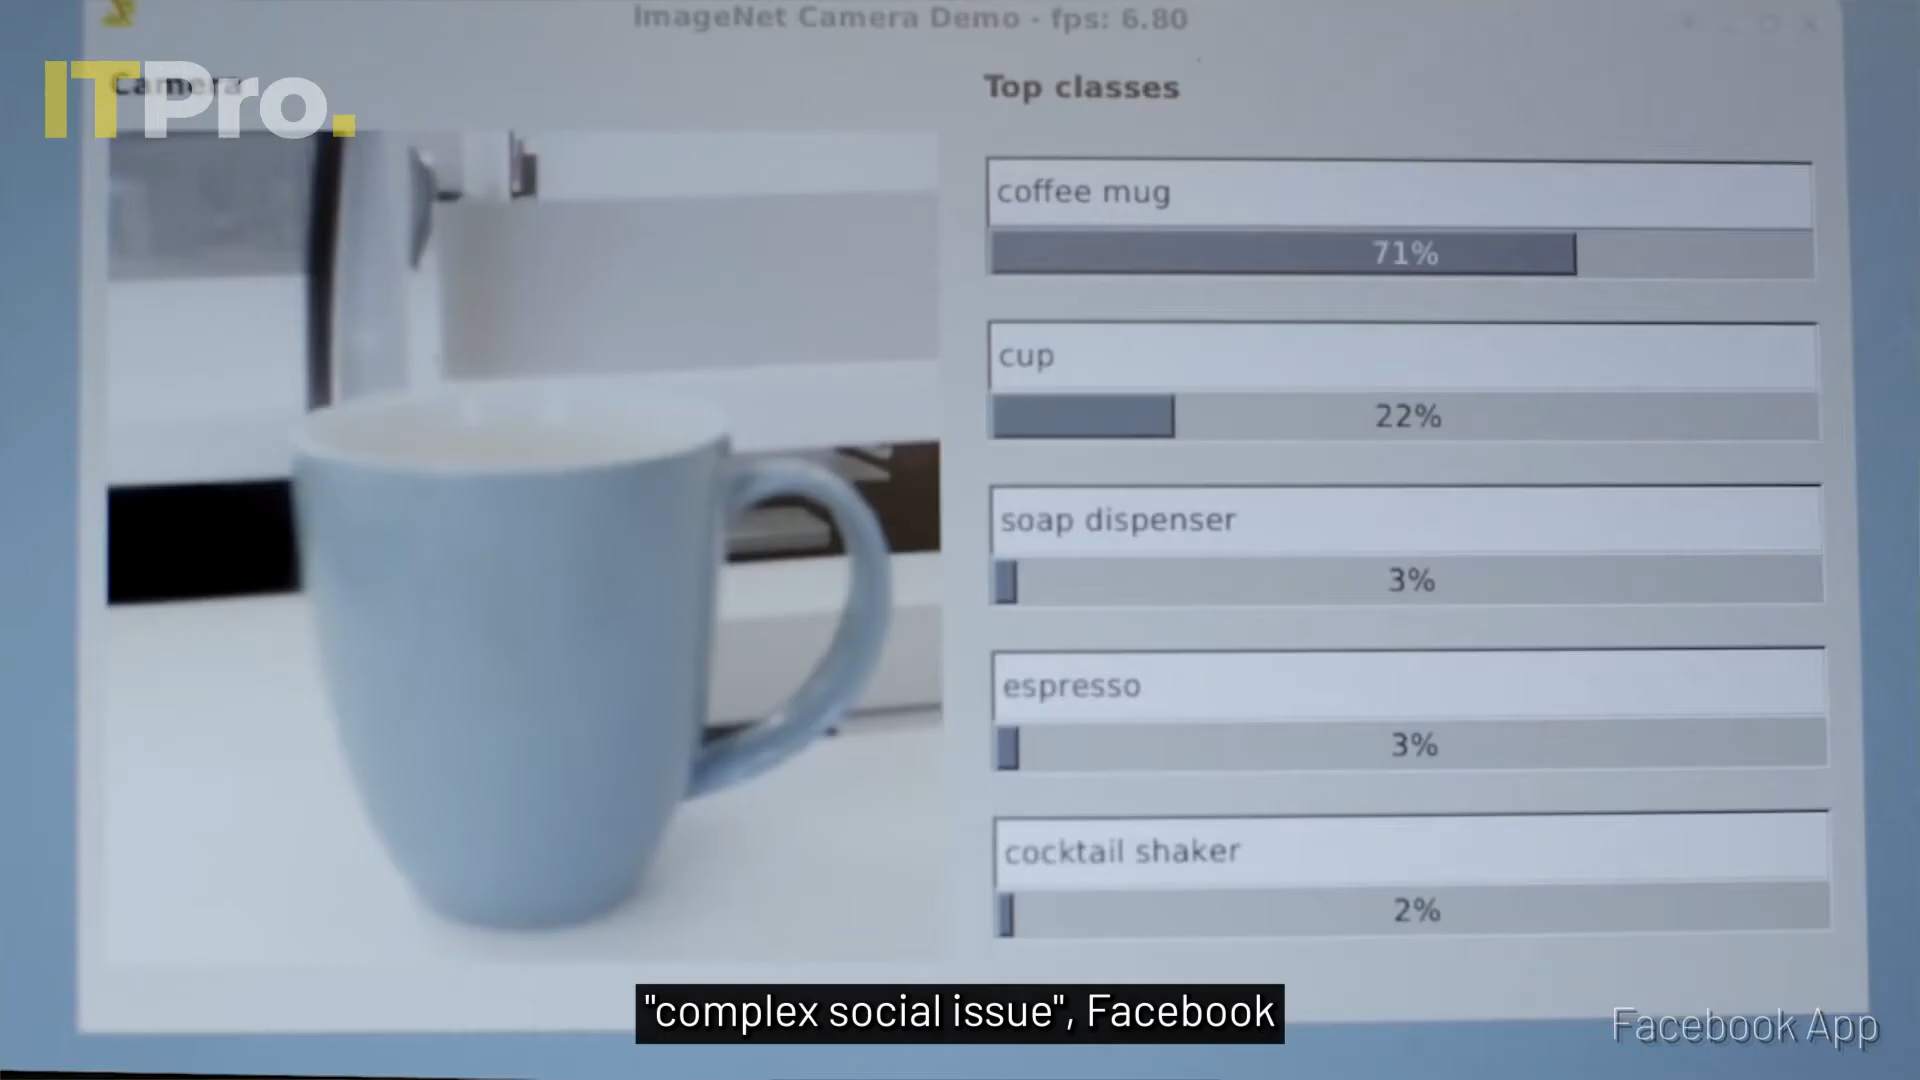 ImageNet Camera Demo - fps: 6.80
ITPro.
Camera
Top classes
coffee mug
71%
cup
22%
soap dispenser
3%
espresso
3%
cocktail shaker
2%
"complex social issue", Facebook
Facebook App